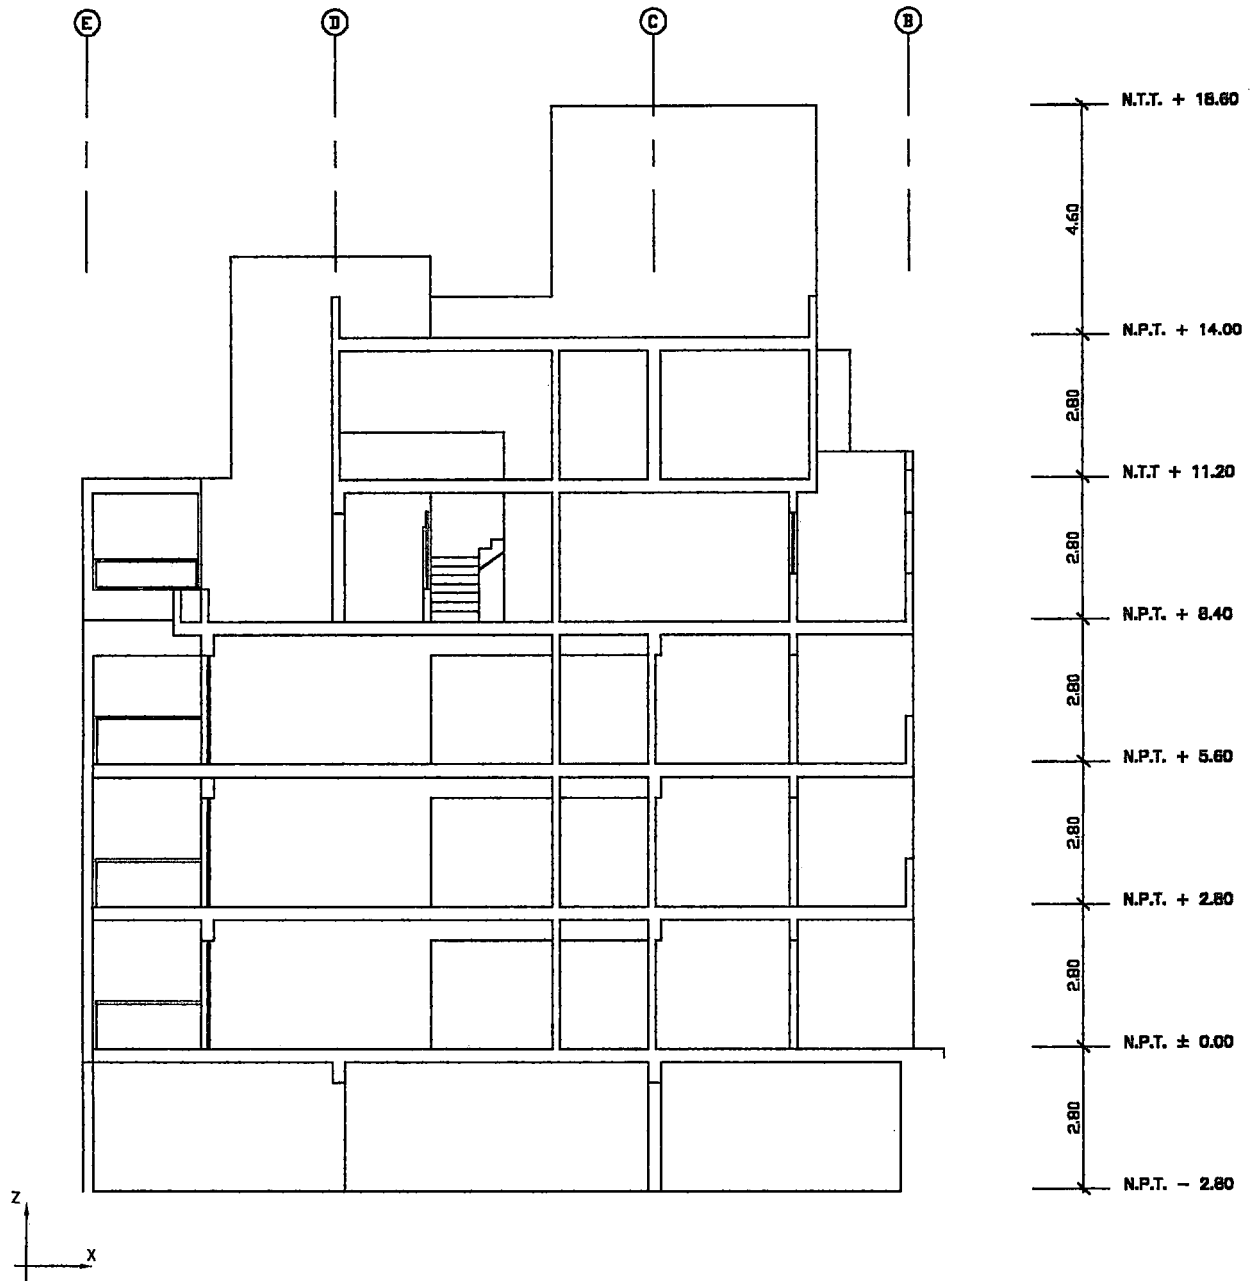 E D C B
N.T.T. + 18.60
4.60
N.P.T. + 14.00
2.80
N.T.T + 11.20
2.80
N.P.T. + 8.40
2.80
N.P.T. + 5.60
2.80
N.P.T. + 2.80
2.80
N.P.T. ± 0.00
2.80
N.P.T. - 2.80
Z
X